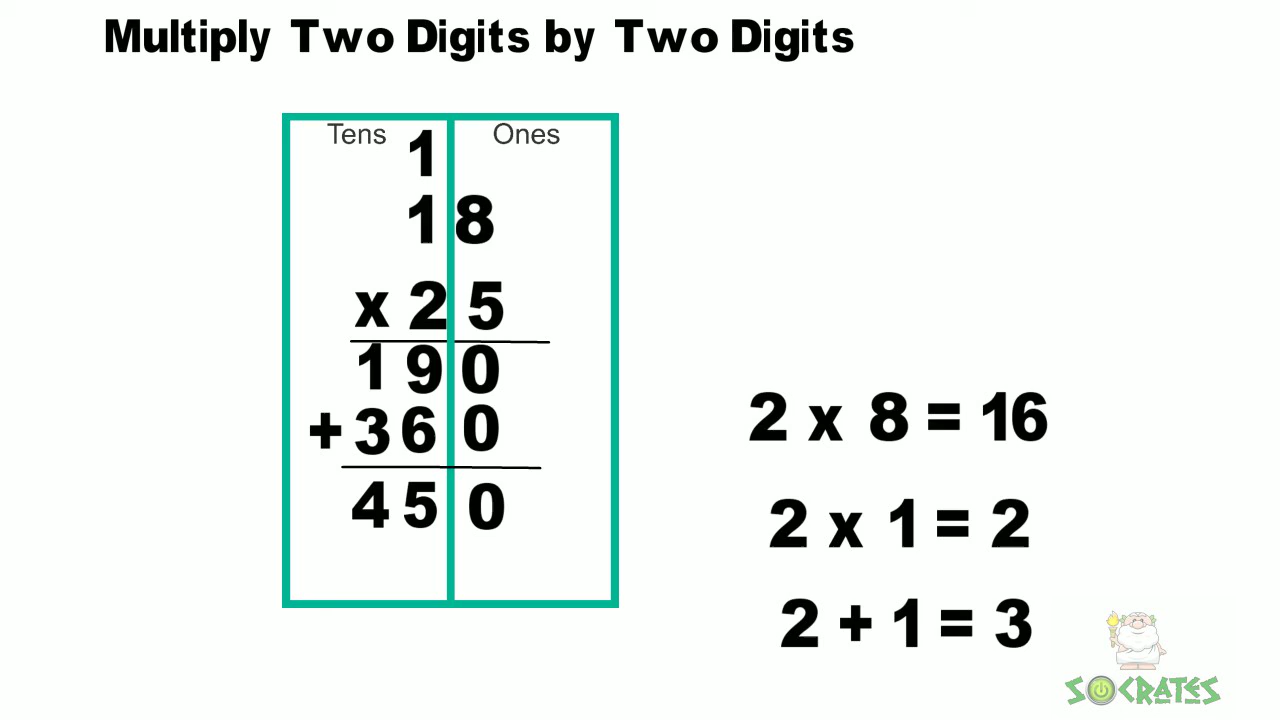 Multiply Two Digits by Two Digits
Tens 1 Ones
18
x 25
190
+360
450
2 x 8 = 16
2 x 1 = 2
2 + 1 = 3
SOCRATES